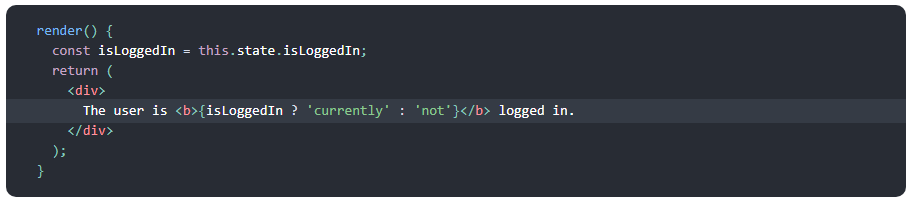 render() {
  const isLoggedIn = this.state.isLoggedIn;
  return (
    <div>
      The user is <b>{isLoggedIn ? 'currently' : 'not'}</b> logged in.
    </div>
  );
}